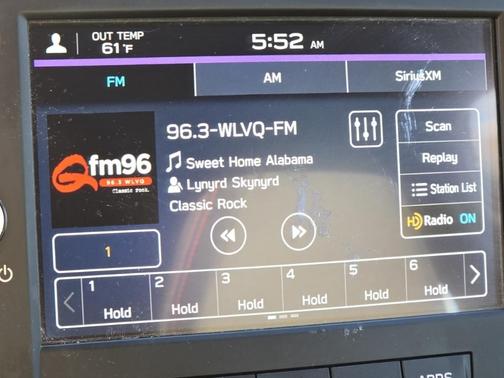 OUT TEMP
61°F
5:52 AM
FM AM SiriusXM
96.3-WLVQ-FM
Sweet Home Alabama
Lynyrd Skynyrd
Classic Rock
Qfm96
96.3 WLVQ
Classic Rock.
Scan
Replay
Station List
HD Radio ON
1
1 2 3 4 5 6
Hold Hold Hold Hold Hold Hold
APPS